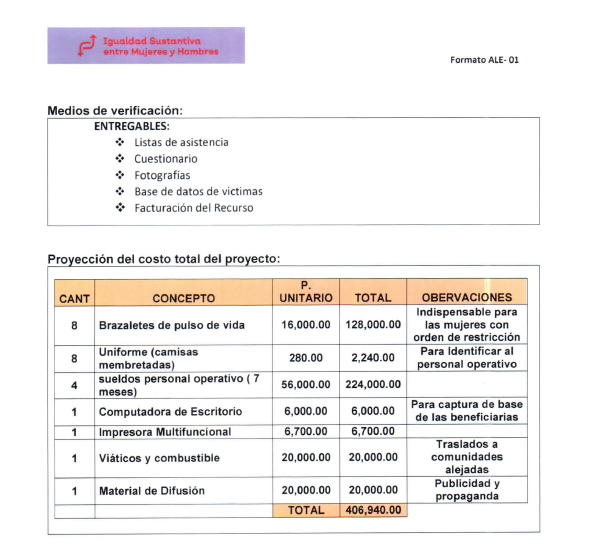 Igualdad Sustantiva
entre Mujeres y Hombres
Formato ALE- 01
Medios de verificación:
ENTREGABLES:
❖ Listas de asistencia
❖ Cuestionario
❖ Fotografías
❖ Base de datos de victimas
❖ Facturación del Recurso
Proyección del costo total del proyecto:
CANT CONCEPTO P. UNITARIO TOTAL OBERVACIONES
8 Brazaletes de pulso de vida 16,000.00 128,000.00 Indispensable para las mujeres con orden de restricción
8 Uniforme (camisas membretadas) 280.00 2,240.00 Para Identificar al personal operativo
4 sueldos personal operativo ( 7 meses) 56,000.00 224,000.00
1 Computadora de Escritorio 6,000.00 6,000.00 Para captura de base de las beneficiarias
1 Impresora Multifuncional 6,700.00 6,700.00
1 Viáticos y combustible 20,000.00 20,000.00 Traslados a comunidades alejadas
1 Material de Difusión 20,000.00 20,000.00 Publicidad y propaganda
TOTAL 406,940.00